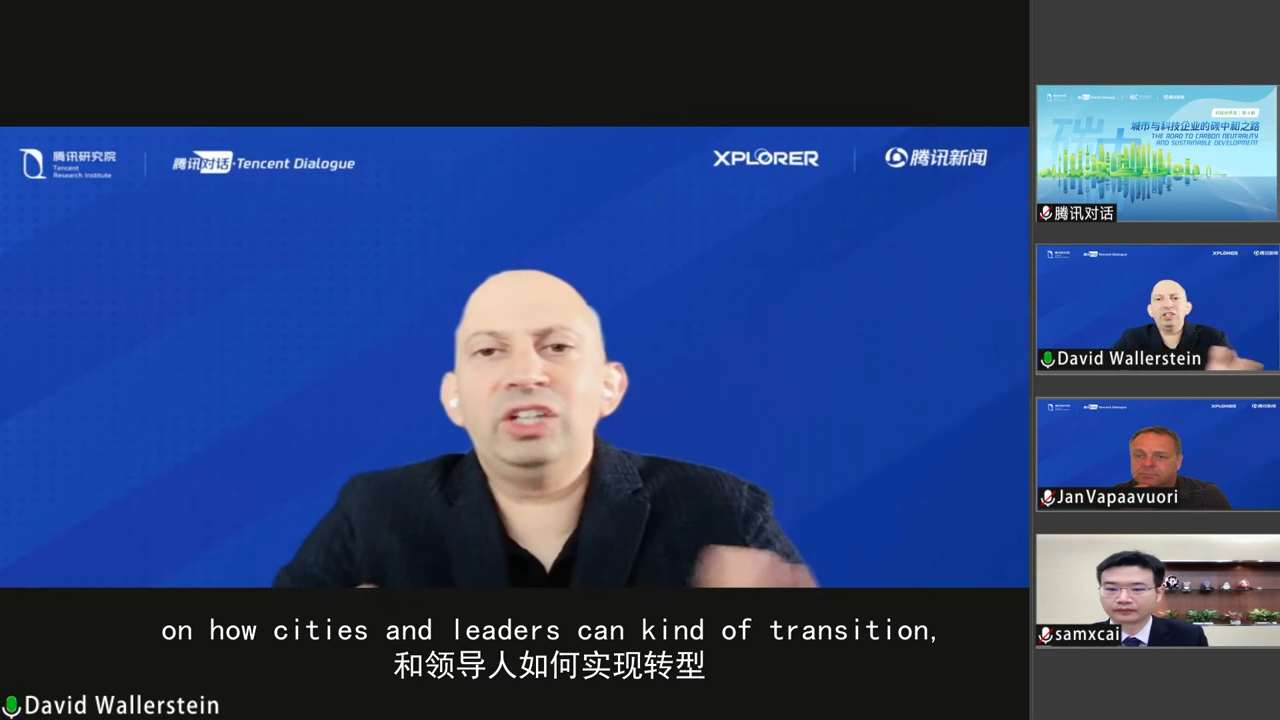 腾讯研究院
Tencent
Research Institute
腾讯对话·Tencent Dialogue
XPLORER
腾讯新闻
on how cities and leaders can kind of transition,
和领导人如何实现转型
David Wallerstein
城市与科技企业的碳中和之路
THE ROAD TO CARBON NEUTRALITY
AND SUSTAINABLE DEVELOPMENT
腾讯对话
XPLORER
David Wallerstein
XPLORER
JanVapaavuori
samxcai